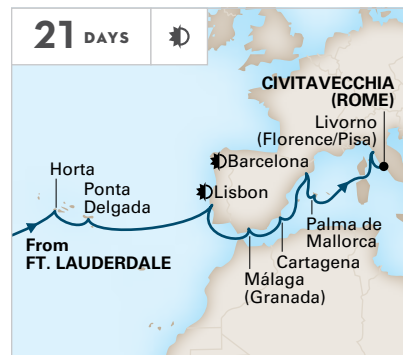 21 DAYS
CIVITAVECCHIA
(ROME)
Livorno
(Florence/Pisa)
Barcelona
Horta
Ponta
Delgada
Lisbon
From
FT. LAUDERDALE
Palma de
Mallorca
Cartagena
Málaga
(Granada)